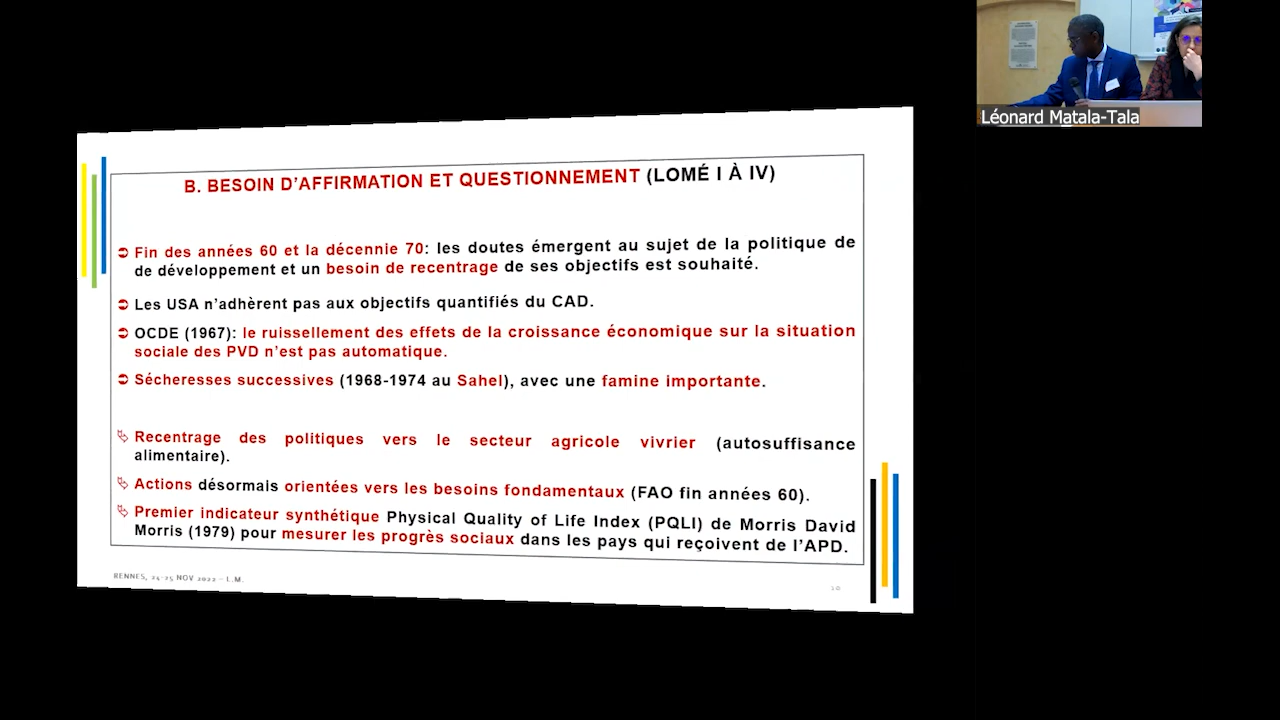 Léonard Matala-Tala
B. BESOIN D'AFFIRMATION ET QUESTIONNEMENT (LOMÉ I À IV)
Fin des années 60 et la décennie 70: les doutes émergent au sujet de la politique de
de développement et un besoin de recentrage de ses objectifs est souhaité.
Les USA n'adhèrent pas aux objectifs quantifiés du CAD.
OCDE (1967): le ruissellement des effets de la croissance économique sur la situation
sociale des PVD n'est pas automatique.
Sécheresses successives (1968-1974 au Sahel), avec une famine importante.
Recentrage des politiques vers le secteur agricole vivrier (autosuffisance
alimentaire).
Actions désormais orientées vers les besoins fondamentaux (FAO fin années 60).
Premier indicateur synthétique Physical Quality of Life Index (PQLI) de Morris David
Morris (1979) pour mesurer les progrès sociaux dans les pays qui reçoivent de l'APD.
RENNES, 24-25 NOV 2022 – L.M.